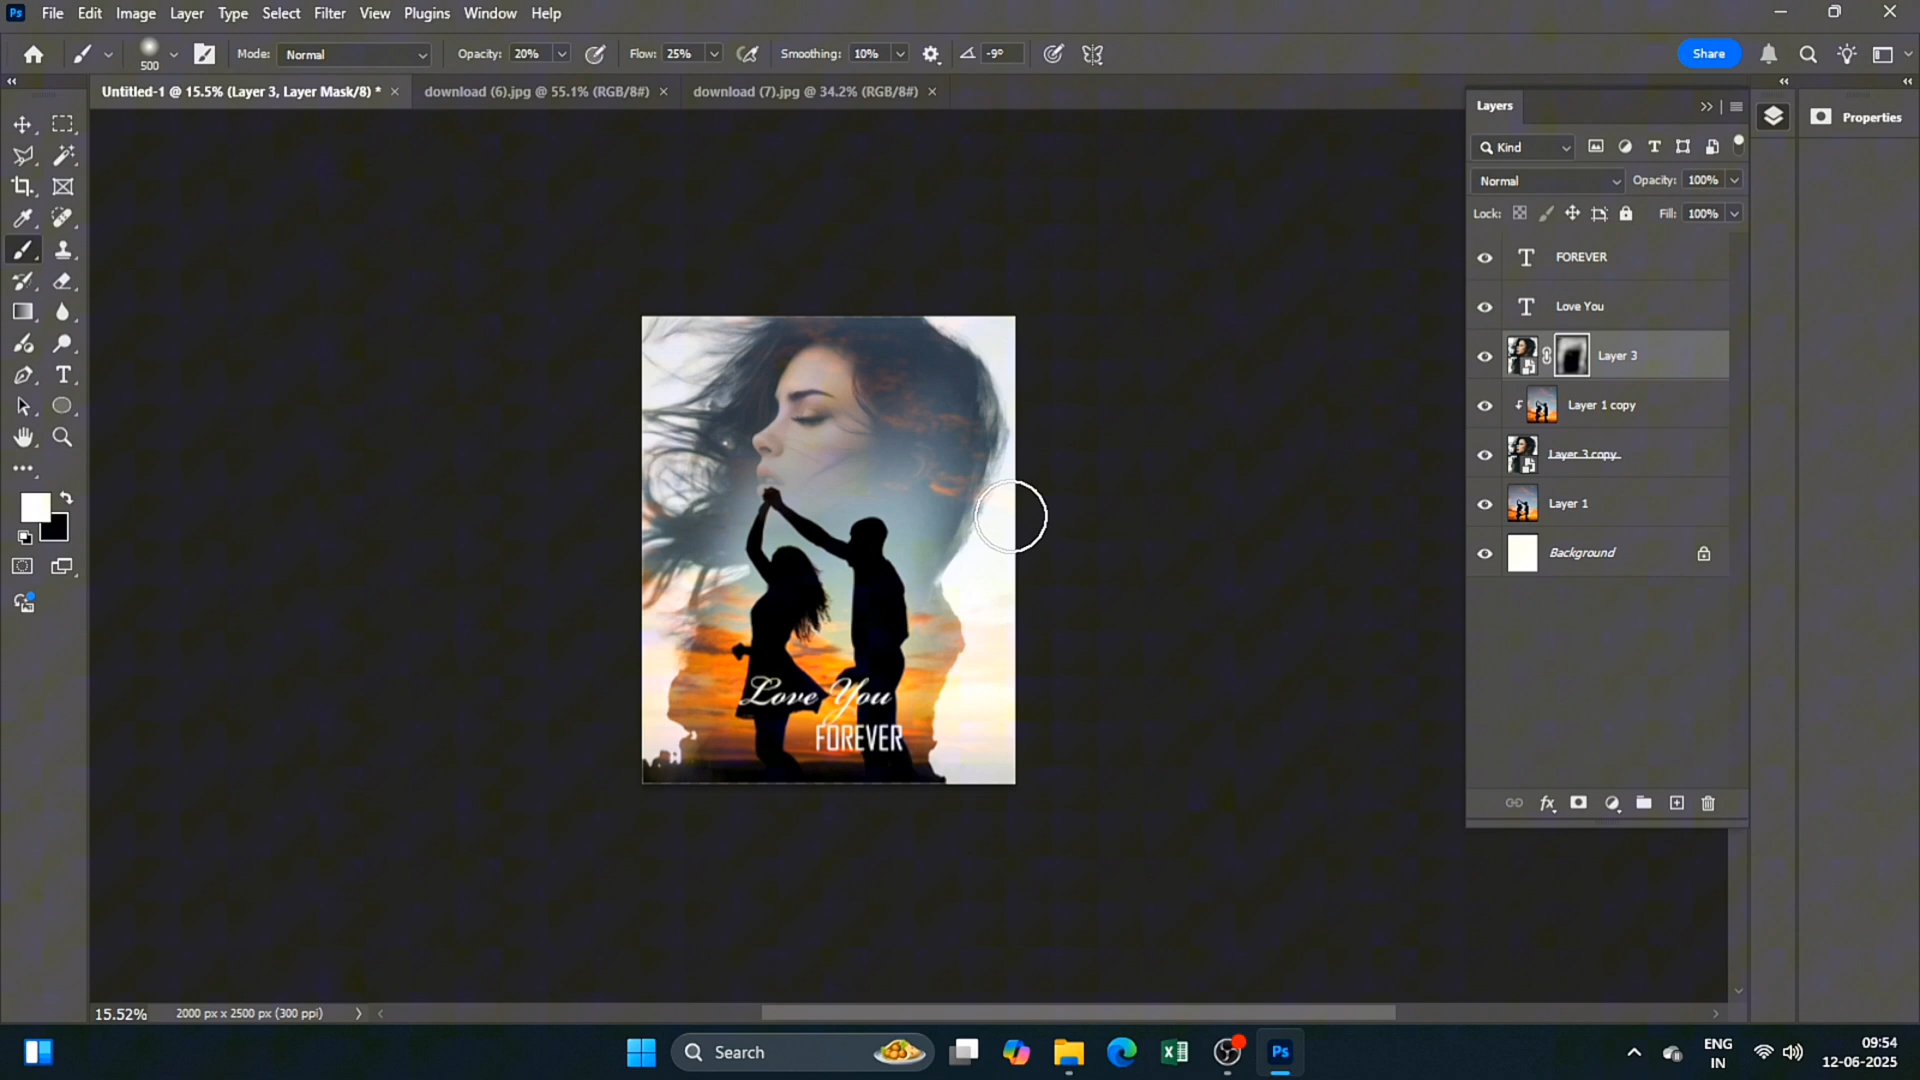 Ps File Edit Image Layer Type Select Filter View Plugins Window Help
500 Mode: Normal Opacity: 20% Flow: 25% Smoothing: 10% -9° Share
Untitled-1 @ 15.5% (Layer 3, Layer Mask/8) * download (6).jpg @ 55.1% (RGB/8#) download (7).jpg @ 34.2% (RGB/8#)
Layers
Properties
Kind
Normal Opacity: 100%
Lock: Fill: 100%
FOREVER
Love You
Layer 3
Layer 1 copy
Layer 3 copy
Layer 1
Background
Love You
FOREVER
fx
15.52% 2000 px x 2500 px (300 ppi)
Search
Ps
ENG
IN
09:54
12-06-2025